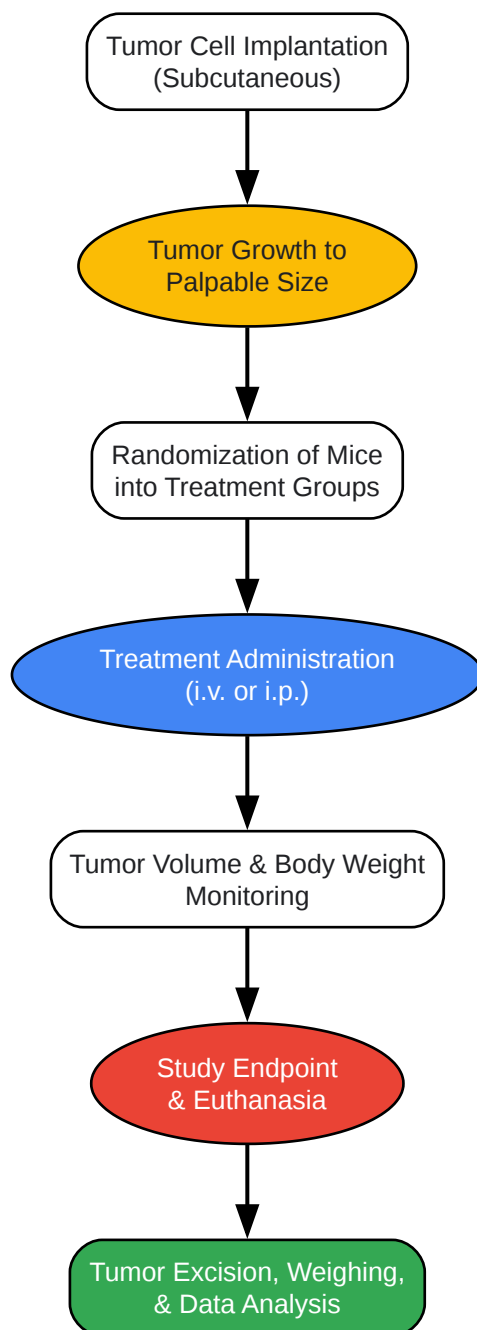 Tumor Cell Implantation
(Subcutaneous)
Tumor Growth to
Palpable Size
Randomization of Mice
into Treatment Groups
Treatment Administration
(i.v. or i.p.)
Tumor Volume & Body Weight
Monitoring
Study Endpoint
& Euthanasia
Tumor Excision, Weighing,
& Data Analysis